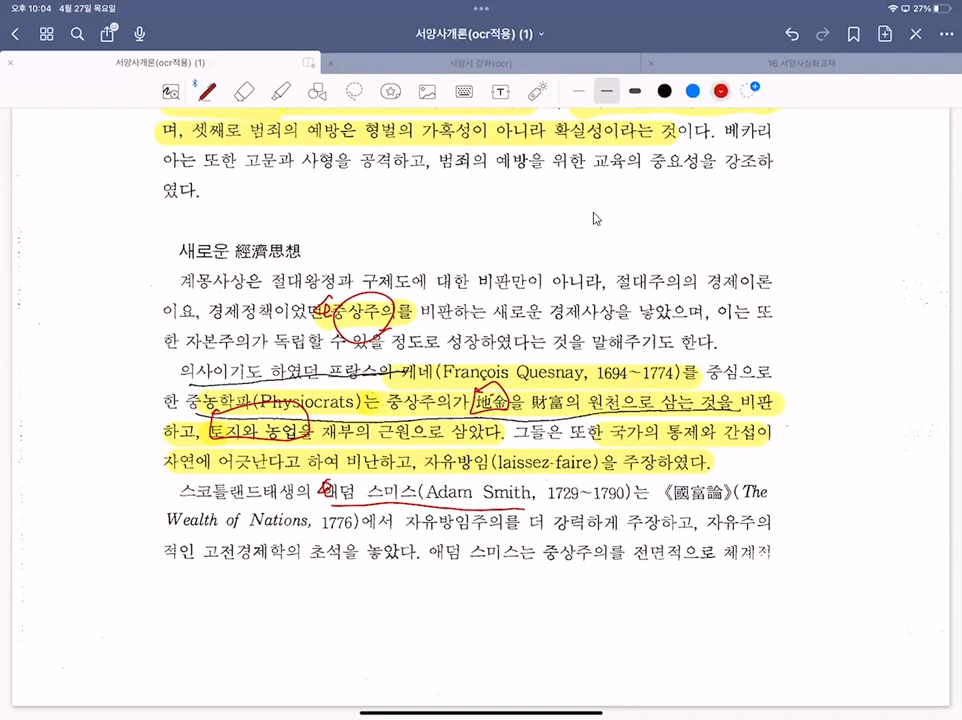 오후 10:04 4월 27일 목요일
27%
서양사개론(ocr적용) (1)
서양사개론(ocr적용) (1)
서양사 강좌(ocr)
16.서양사심화교재
며, 셋째로 범죄의 예방은 형벌의 가혹성이 아니라 확실성이라는 것이다. 베카리
아는 또한 고문과 사형을 공격하고, 범죄의 예방을 위한 교육의 중요성을 강조하
였다.
새로운 經濟思想
계몽사상은 절대왕정과 구제도에 대한 비판만이 아니라, 절대주의의 경제이론
이요, 경제정책이었던 중상주의를 비판하는 새로운 경제사상을 낳았으며, 이는 또
한 자본주의가 독립할 수 있을 정도로 성장하였다는 것을 말해주기도 한다.
의사이기도 하였던 프랑스의 케네(François Quesnay, 1694~1774)를 중심으로
한 중농학파(Physiocrats)는 중상주의가 地金을 財富의 원천으로 삼는 것을 비판
하고, 토지와 농업을 재부의 근원으로 삼았다. 그들은 또한 국가의 통제와 간섭이
자연에 어긋난다고 하여 비난하고, 자유방임(laissez-faire)을 주장하였다.
스코틀랜드태생의 애덤 스미스(Adam Smith, 1729~1790)는 《國富論》(The
Wealth of Nations, 1776)에서 자유방임주의를 더 강력하게 주장하고, 자유주의
적인 고전경제학의 초석을 놓았다. 애덤 스미스는 중상주의를 전면적으로 체계적